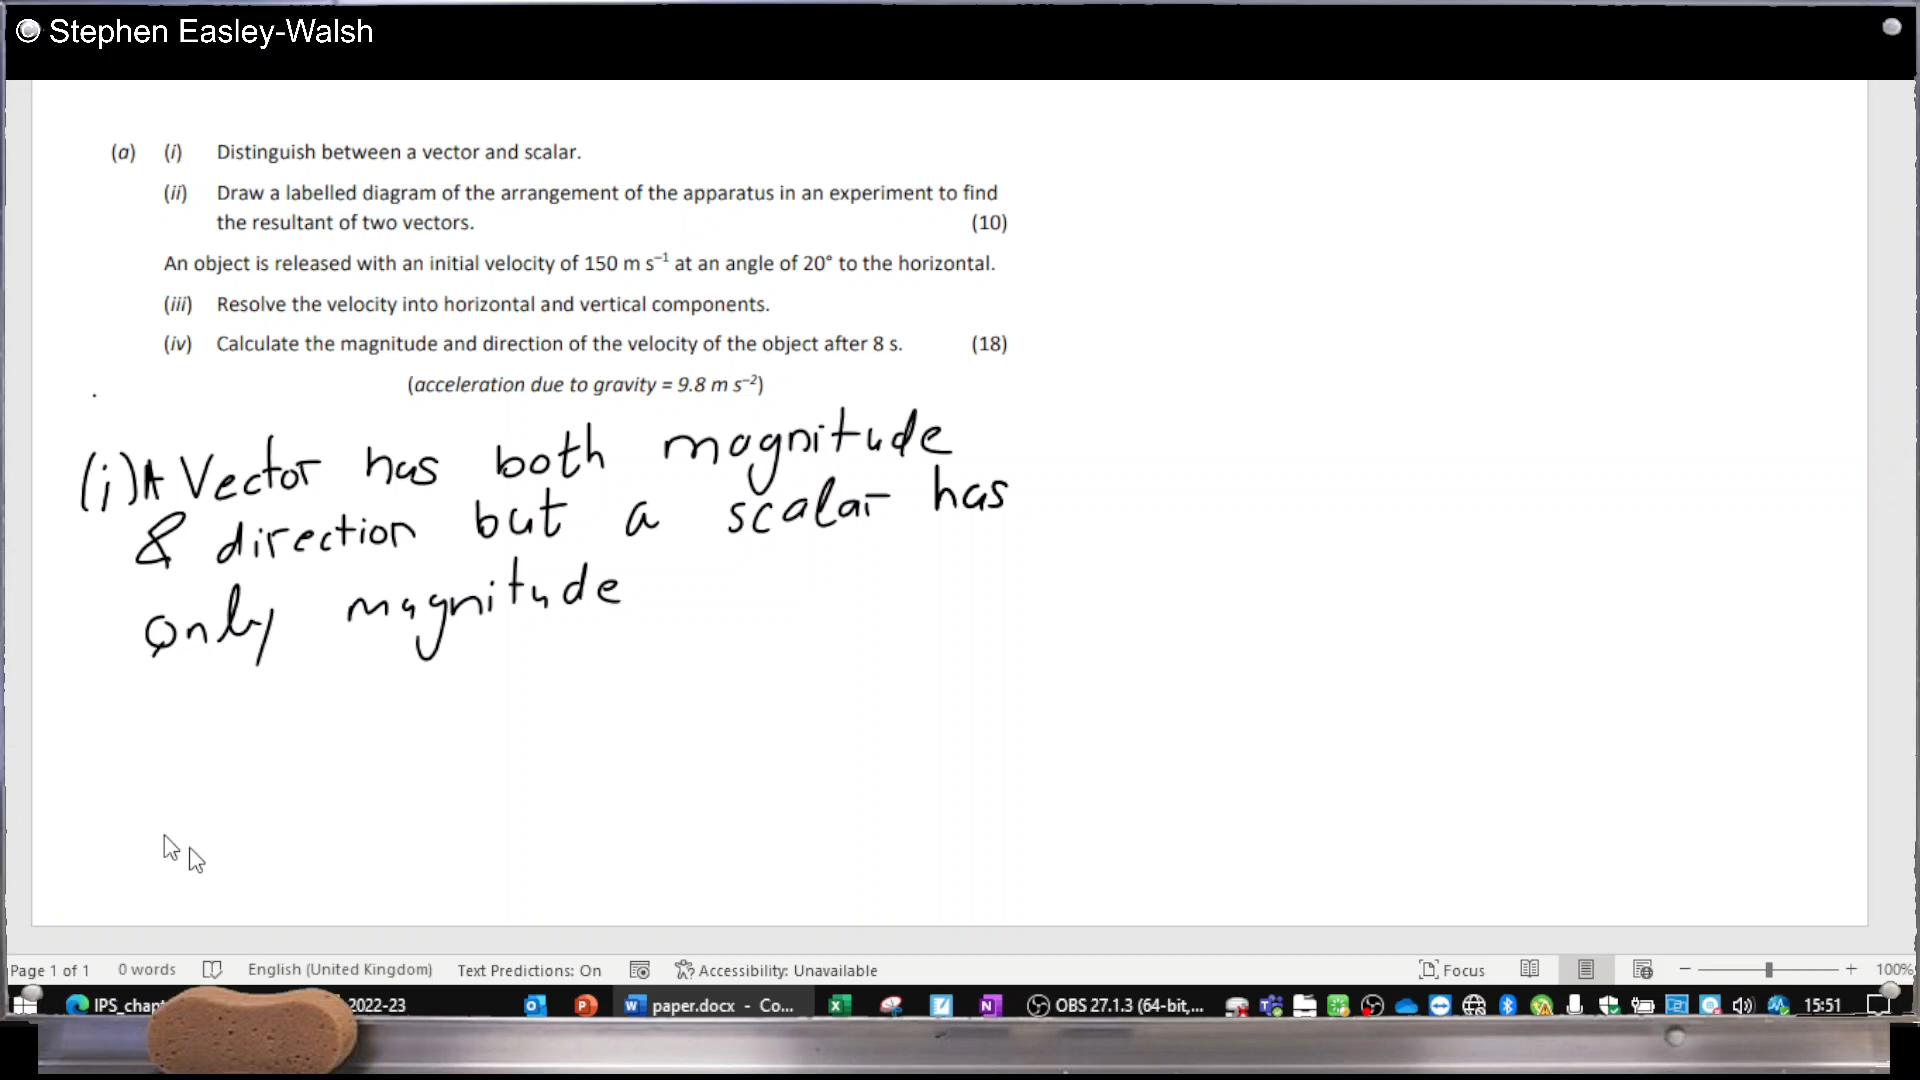 © Stephen Easley-Walsh
(a) (i) Distinguish between a vector and scalar.
(ii) Draw a labelled diagram of the arrangement of the apparatus in an experiment to find
the resultant of two vectors. (10)
An object is released with an initial velocity of 150 m s⁻¹ at an angle of 20° to the horizontal.
(iii) Resolve the velocity into horizontal and vertical components.
(iv) Calculate the magnitude and direction of the velocity of the object after 8 s. (18)
(acceleration due to gravity = 9.8 m s⁻²)
(i) A Vector has both magnitude
& direction but a scalar has
only magnitude
Page 1 of 1 0 words English (United Kingdom) Text Predictions: On Accessibility: Unavailable Focus 100%
IPS_chap 2022-23 paper.docx - Co... OBS 27.1.3 (64-bit,... 15:51